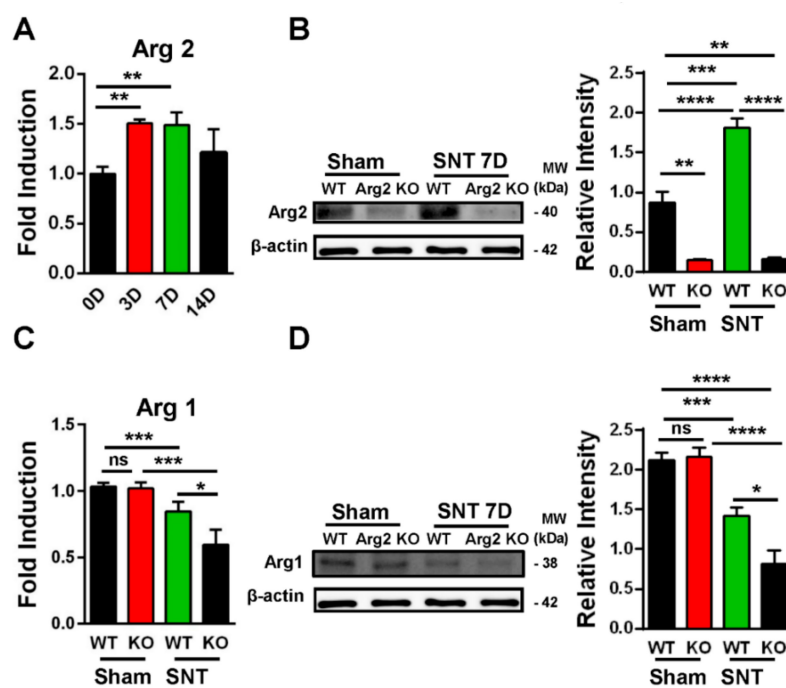 A
Arg 2
Fold Induction
2.0
1.5
1.0
0.5
0.0
**
**
0D 3D 7D 14D
B
Sham SNT 7D MW
WT Arg2 KO WT Arg2 KO (kDa)
Arg2 - 40
β-actin - 42
Relative Intensity
2.5
2.0
1.5
1.0
0.5
0.0
**
***
**** ****
**
WT KO WT KO
Sham SNT
C
Arg 1
Fold Induction
1.5
1.0
0.5
0.0
***
ns ***
*
WT KO WT KO
Sham SNT
D
Sham SNT 7D MW
WT Arg2 KO WT Arg2 KO (kDa)
Arg1 - 38
β-actin - 42
Relative Intensity
2.5
2.0
1.5
1.0
0.5
0.0
****
***
ns ****
*
WT KO WT KO
Sham SNT